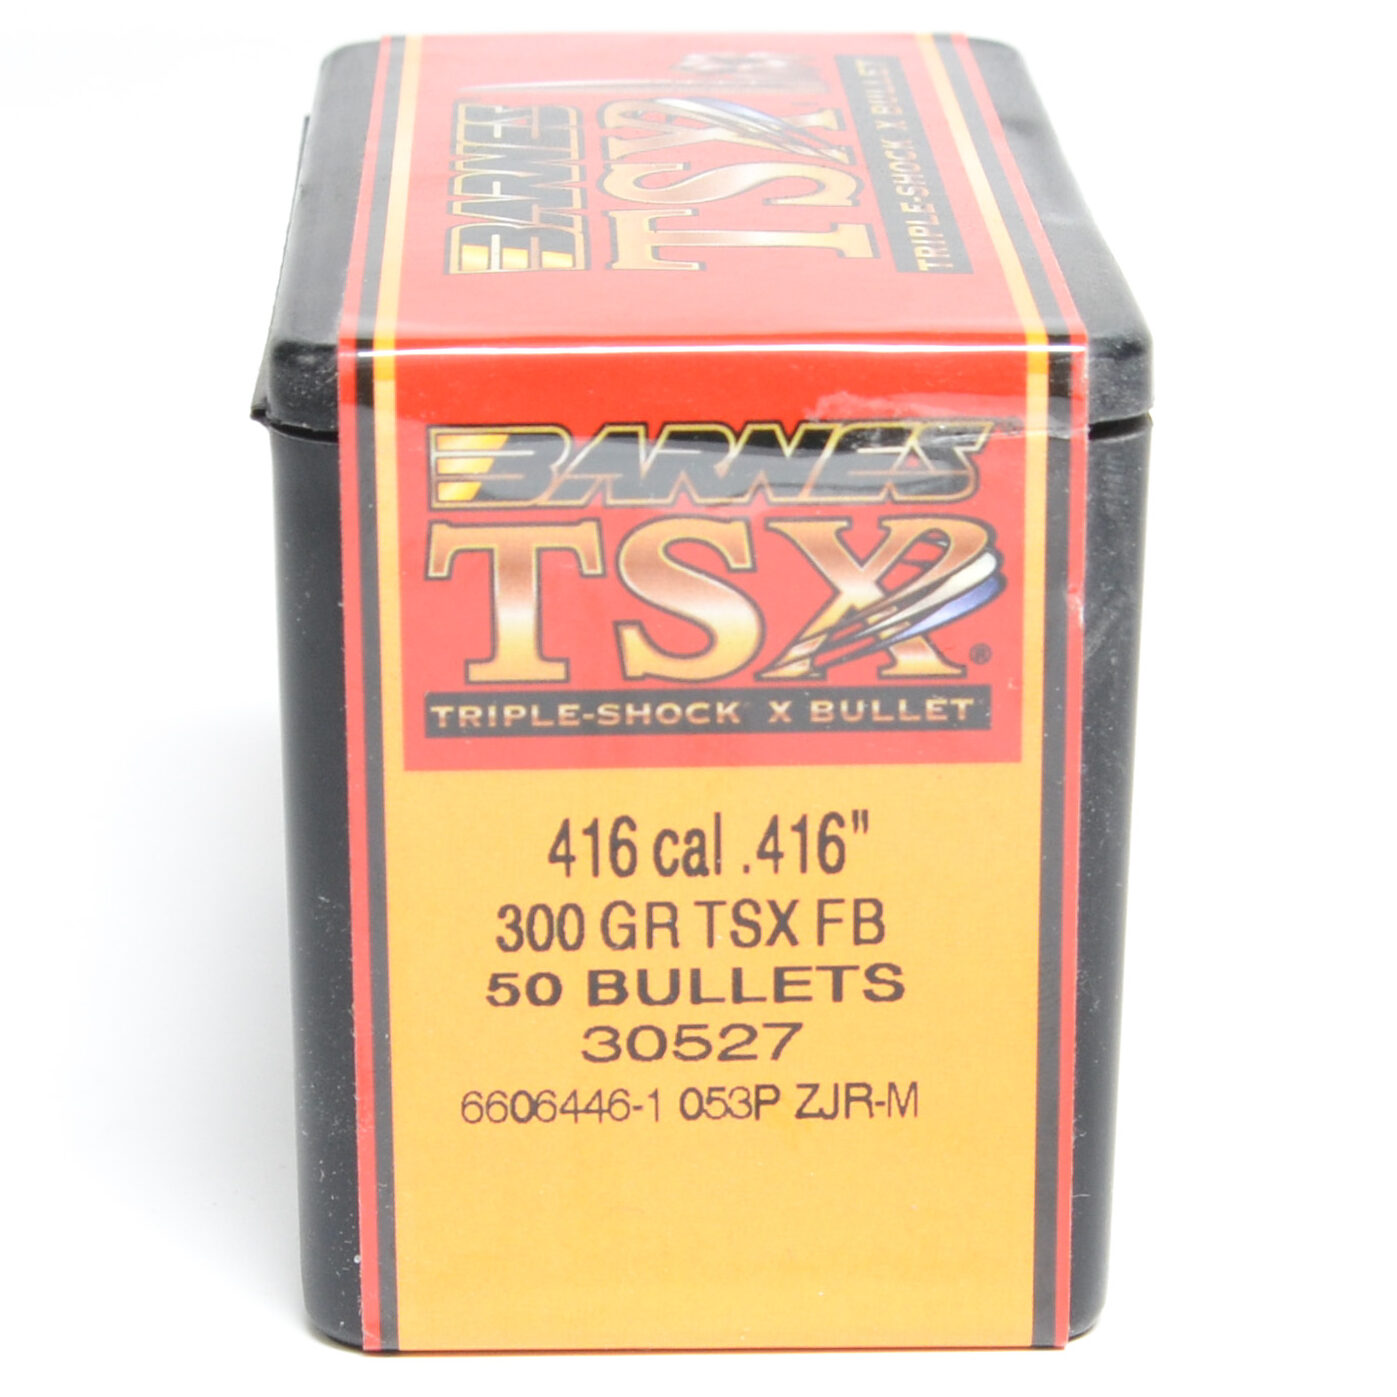 BARNES
TSX
TRIPLE-SHOCK X BULLET
BARNES
TSX®
TRIPLE-SHOCK X BULLET
416 cal .416"
300 GR TSX FB
50 BULLETS
30527
6606446-1 053P ZJR-M